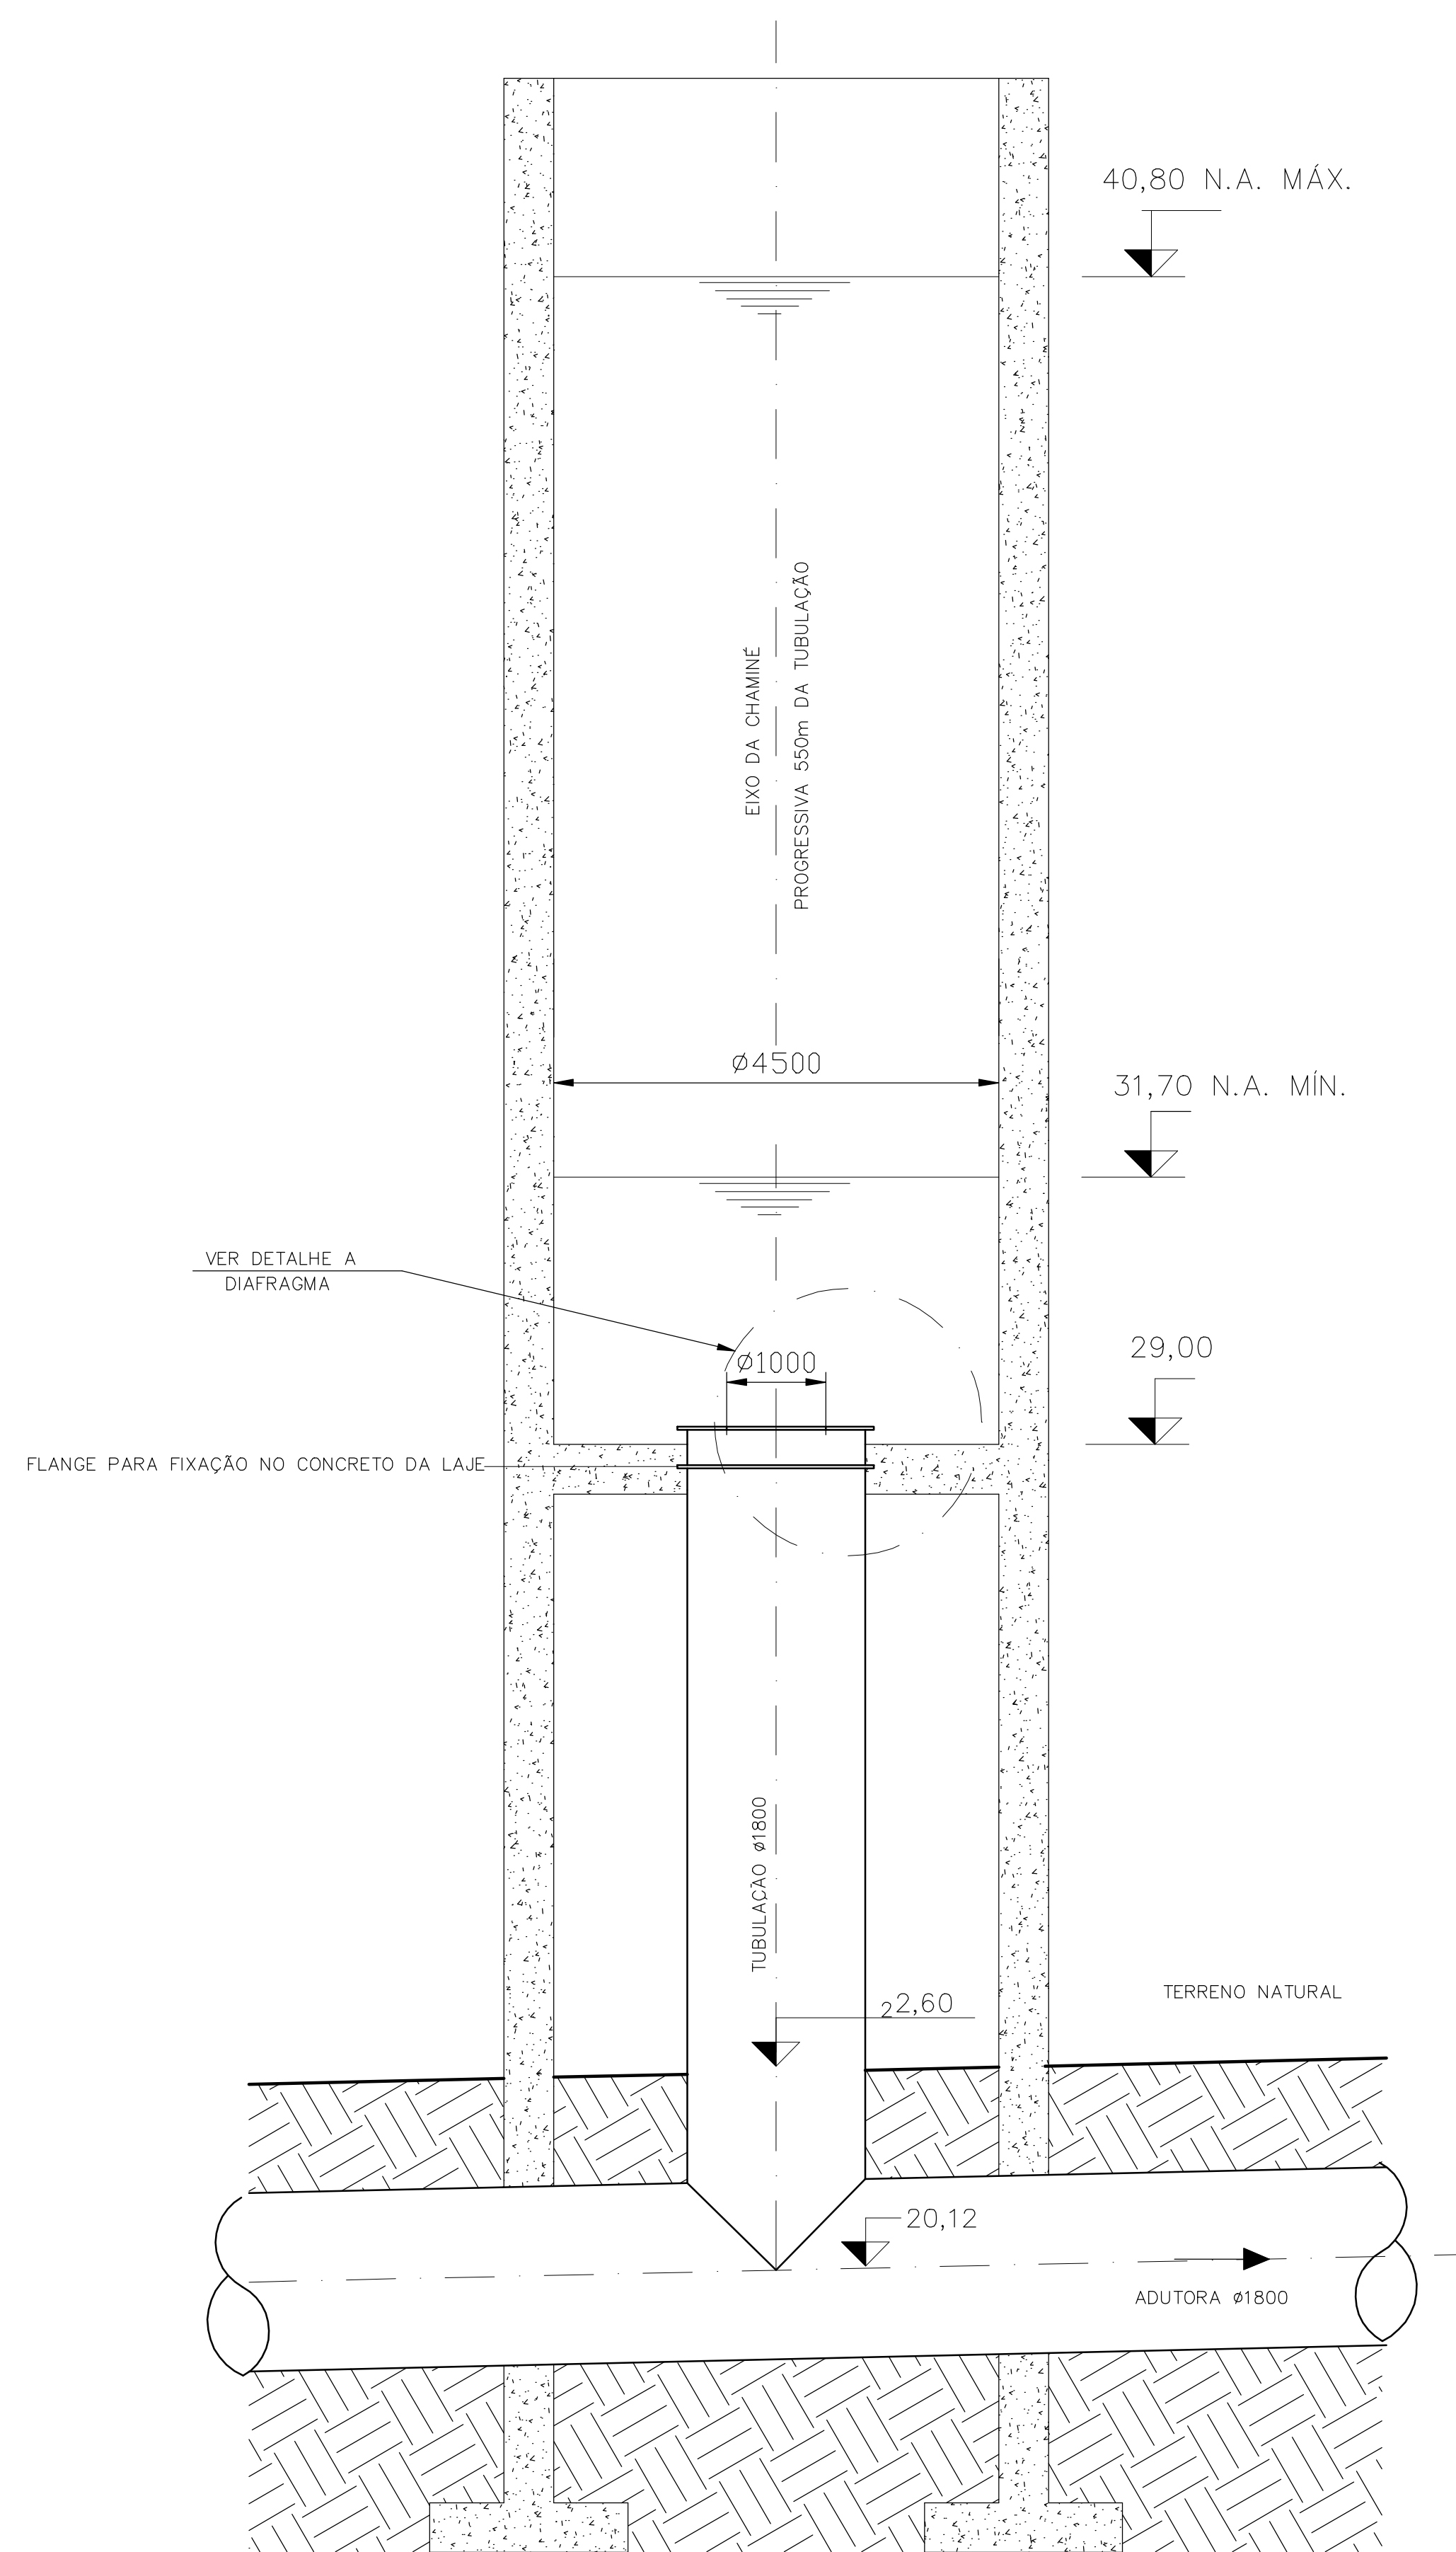 40,80 N.A. MÁX.
EIXO DA CHAMINÉ
PROGRESSIVA 550m DA TUBULAÇÃO
ø4500
31,70 N.A. MÍN.
VER DETALHE A
DIAFRAGMA
ø1000
29,00
FLANGE PARA FIXAÇÃO NO CONCRETO DA LAJE
TUBULAÇÃO ø1800
22,60
TERRENO NATURAL
20,12
ADUTORA ø1800